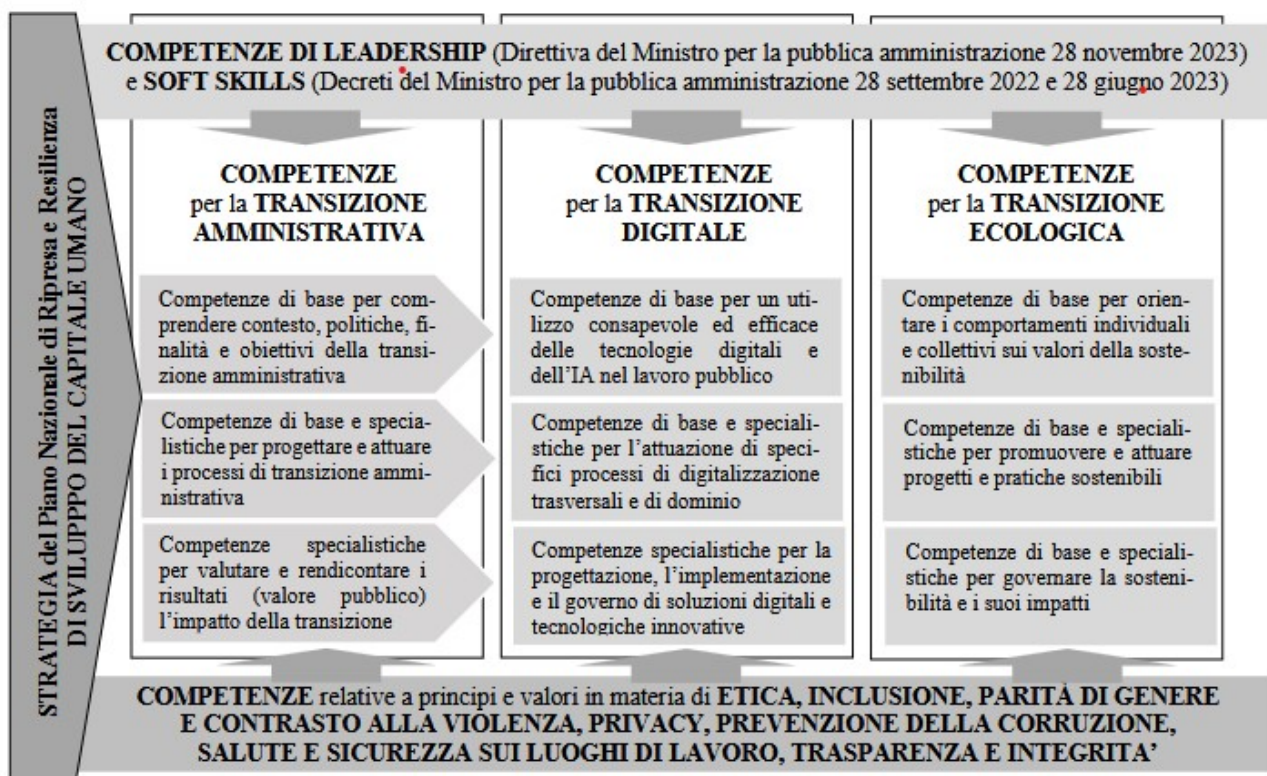 STRATEGIA del Piano Nazionale di Ripresa e Resilienza
DI SVILUPPO DEL CAPITALE UMANO
COMPETENZE DI LEADERSHIP (Direttiva del Ministro per la pubblica amministrazione 28 novembre 2023)
e SOFT SKILLS (Decreti del Ministro per la pubblica amministrazione 28 settembre 2022 e 28 giugno 2023)
COMPETENZE
per la TRANSIZIONE
AMMINISTRATIVA
Competenze di base per com-
prendere contesto, politiche, fi-
nalità e obiettivi della transi-
zione amministrativa
Competenze di base e spe-
cialistiche per progettare e attuare
i processi di transizione ammi-
nistrativa
Competenze specialistiche
per valutare e rendicontare i
risultati (valore pubblico)
l’impatto della transizione
COMPETENZE
per la TRANSIZIONE
DIGITALE
Competenze di base per un uti-
lizzo consapevole ed efficace
delle tecnologie digitali e
dell’IA nel lavoro pubblico
Competenze di base e speciali-
stiche per l’attuazione di speci-
fici processi di digitalizzazione
trasversali e di dominio
Competenze specialistiche per la
progettazione, l’implementazione
e il governo di soluzioni digitali e
tecnologiche innovative
COMPETENZE
per la TRANSIZIONE
ECOLOGICA
Competenze di base per orien-
tare i comportamenti individuali
e collettivi sui valori della soste-
nibilità
Competenze di base e speciali-
stiche per promuovere e attuare
progetti e pratiche sostenibili
Competenze di base e speciali-
stiche per governare la sosteni-
bilità e i suoi impatti
COMPETENZE relative a principi e valori in materia di ETICA, INCLUSIONE, PARITÀ DI GENERE
E CONTRASTO ALLA VIOLENZA, PRIVACY, PREVENZIONE DELLA CORRUZIONE,
SALUTE E SICUREZZA SUI LUOGHI DI LAVORO, TRASPARENZA E INTEGRITA’